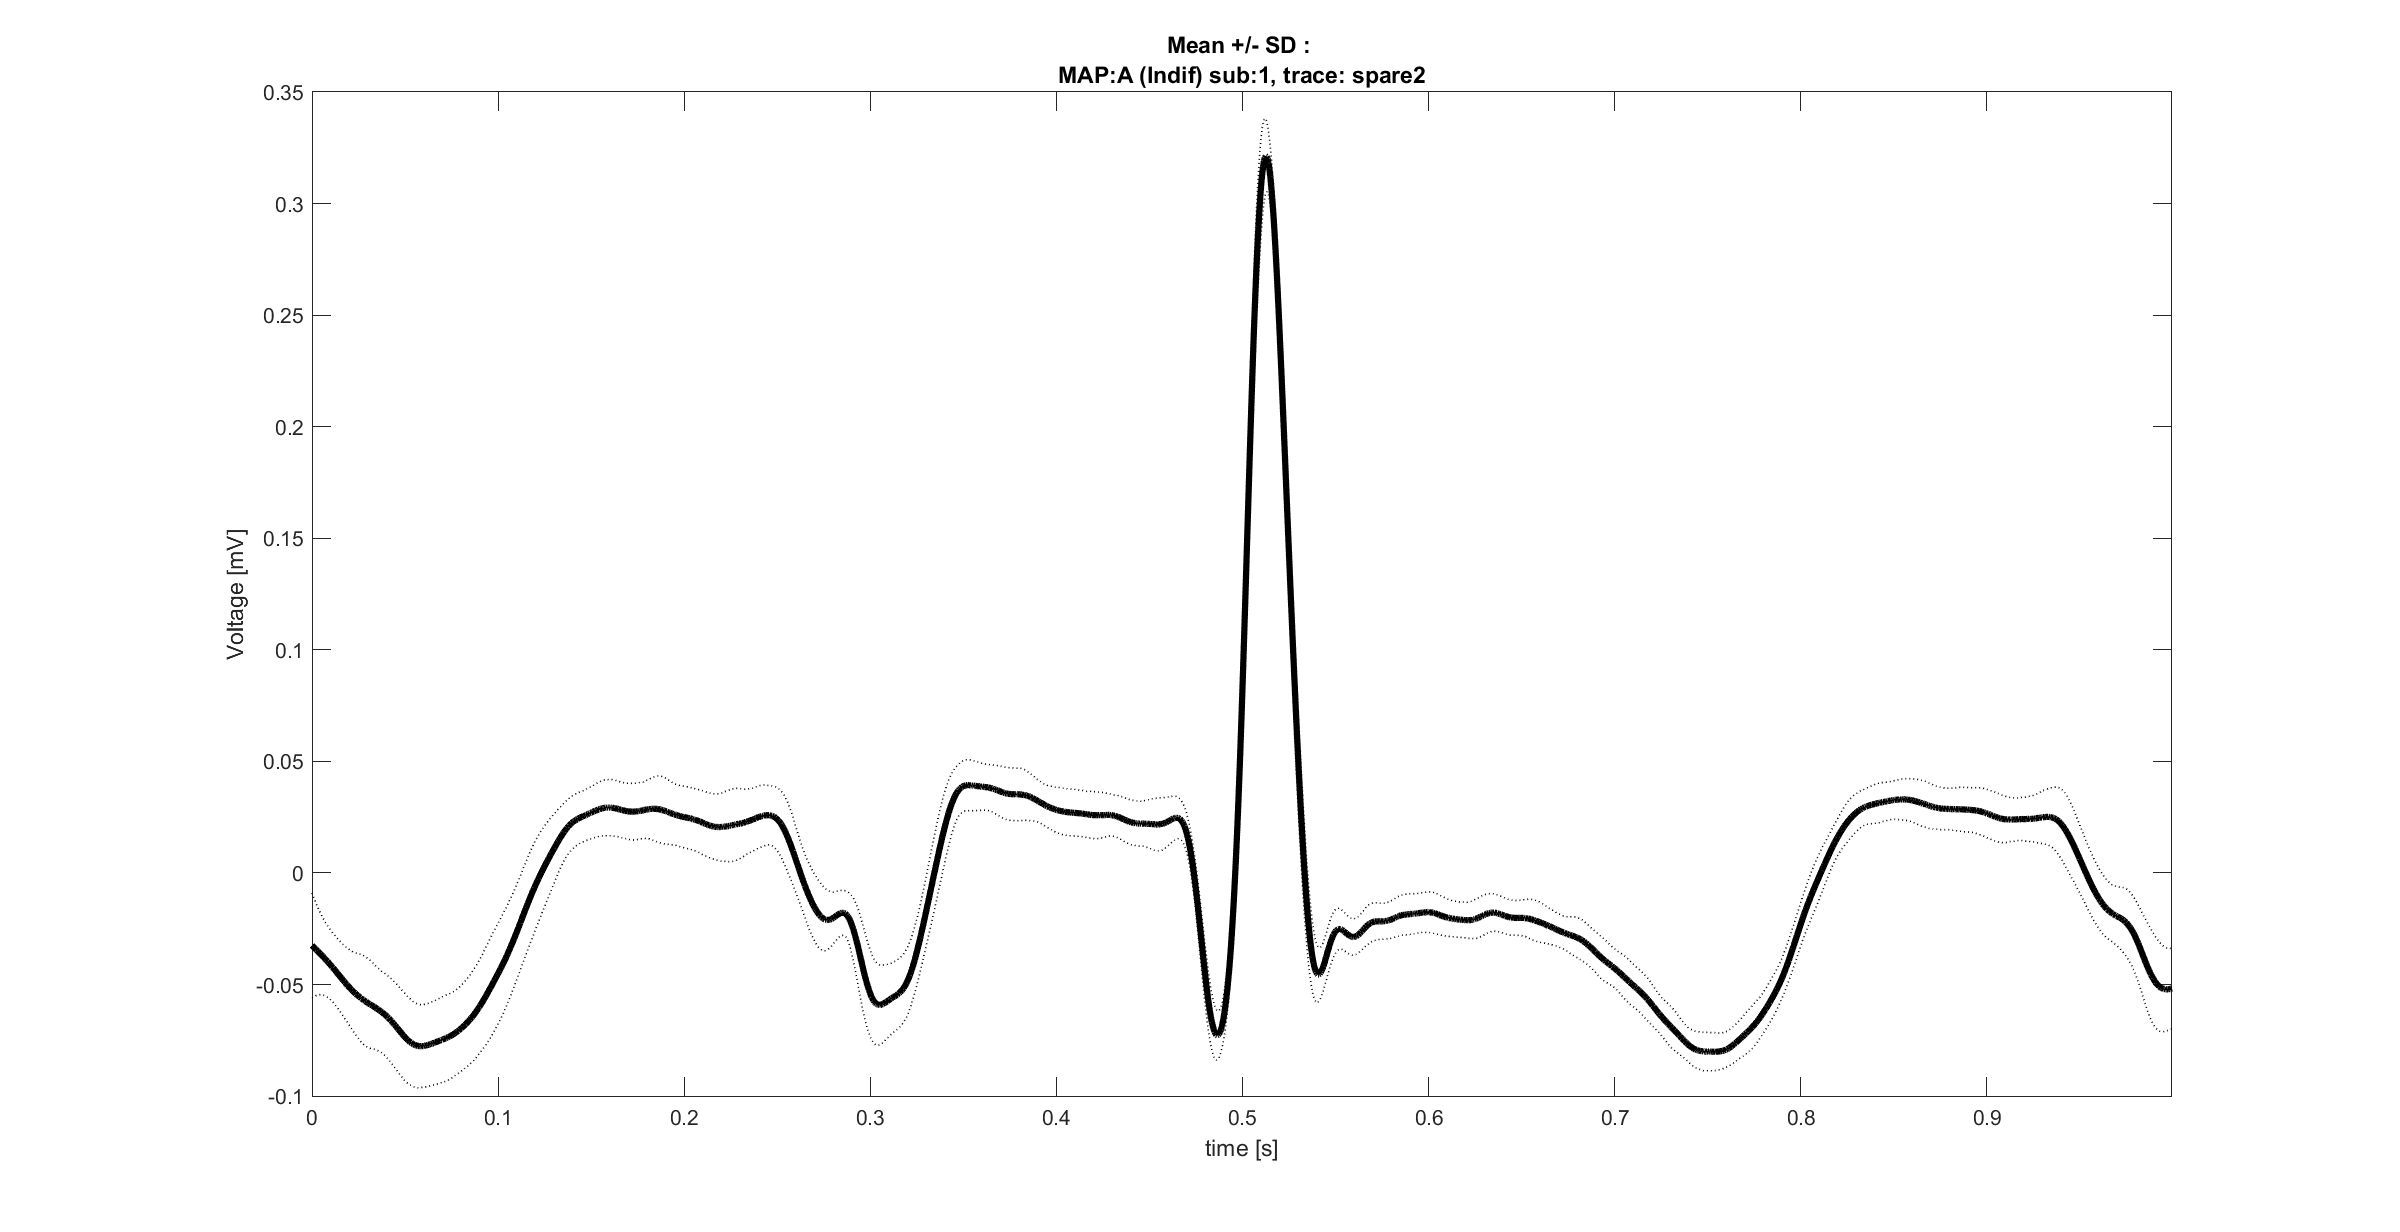 Mean +/- SD :
MAP:A (Indif) sub:1, trace: spare2
0.35
0.3
0.25
0.2
0.15
0.1
0.05
0
-0.05
-0.1
Voltage [mV]
0 0.1 0.2 0.3 0.4 0.5 0.6 0.7 0.8 0.9
time [s]